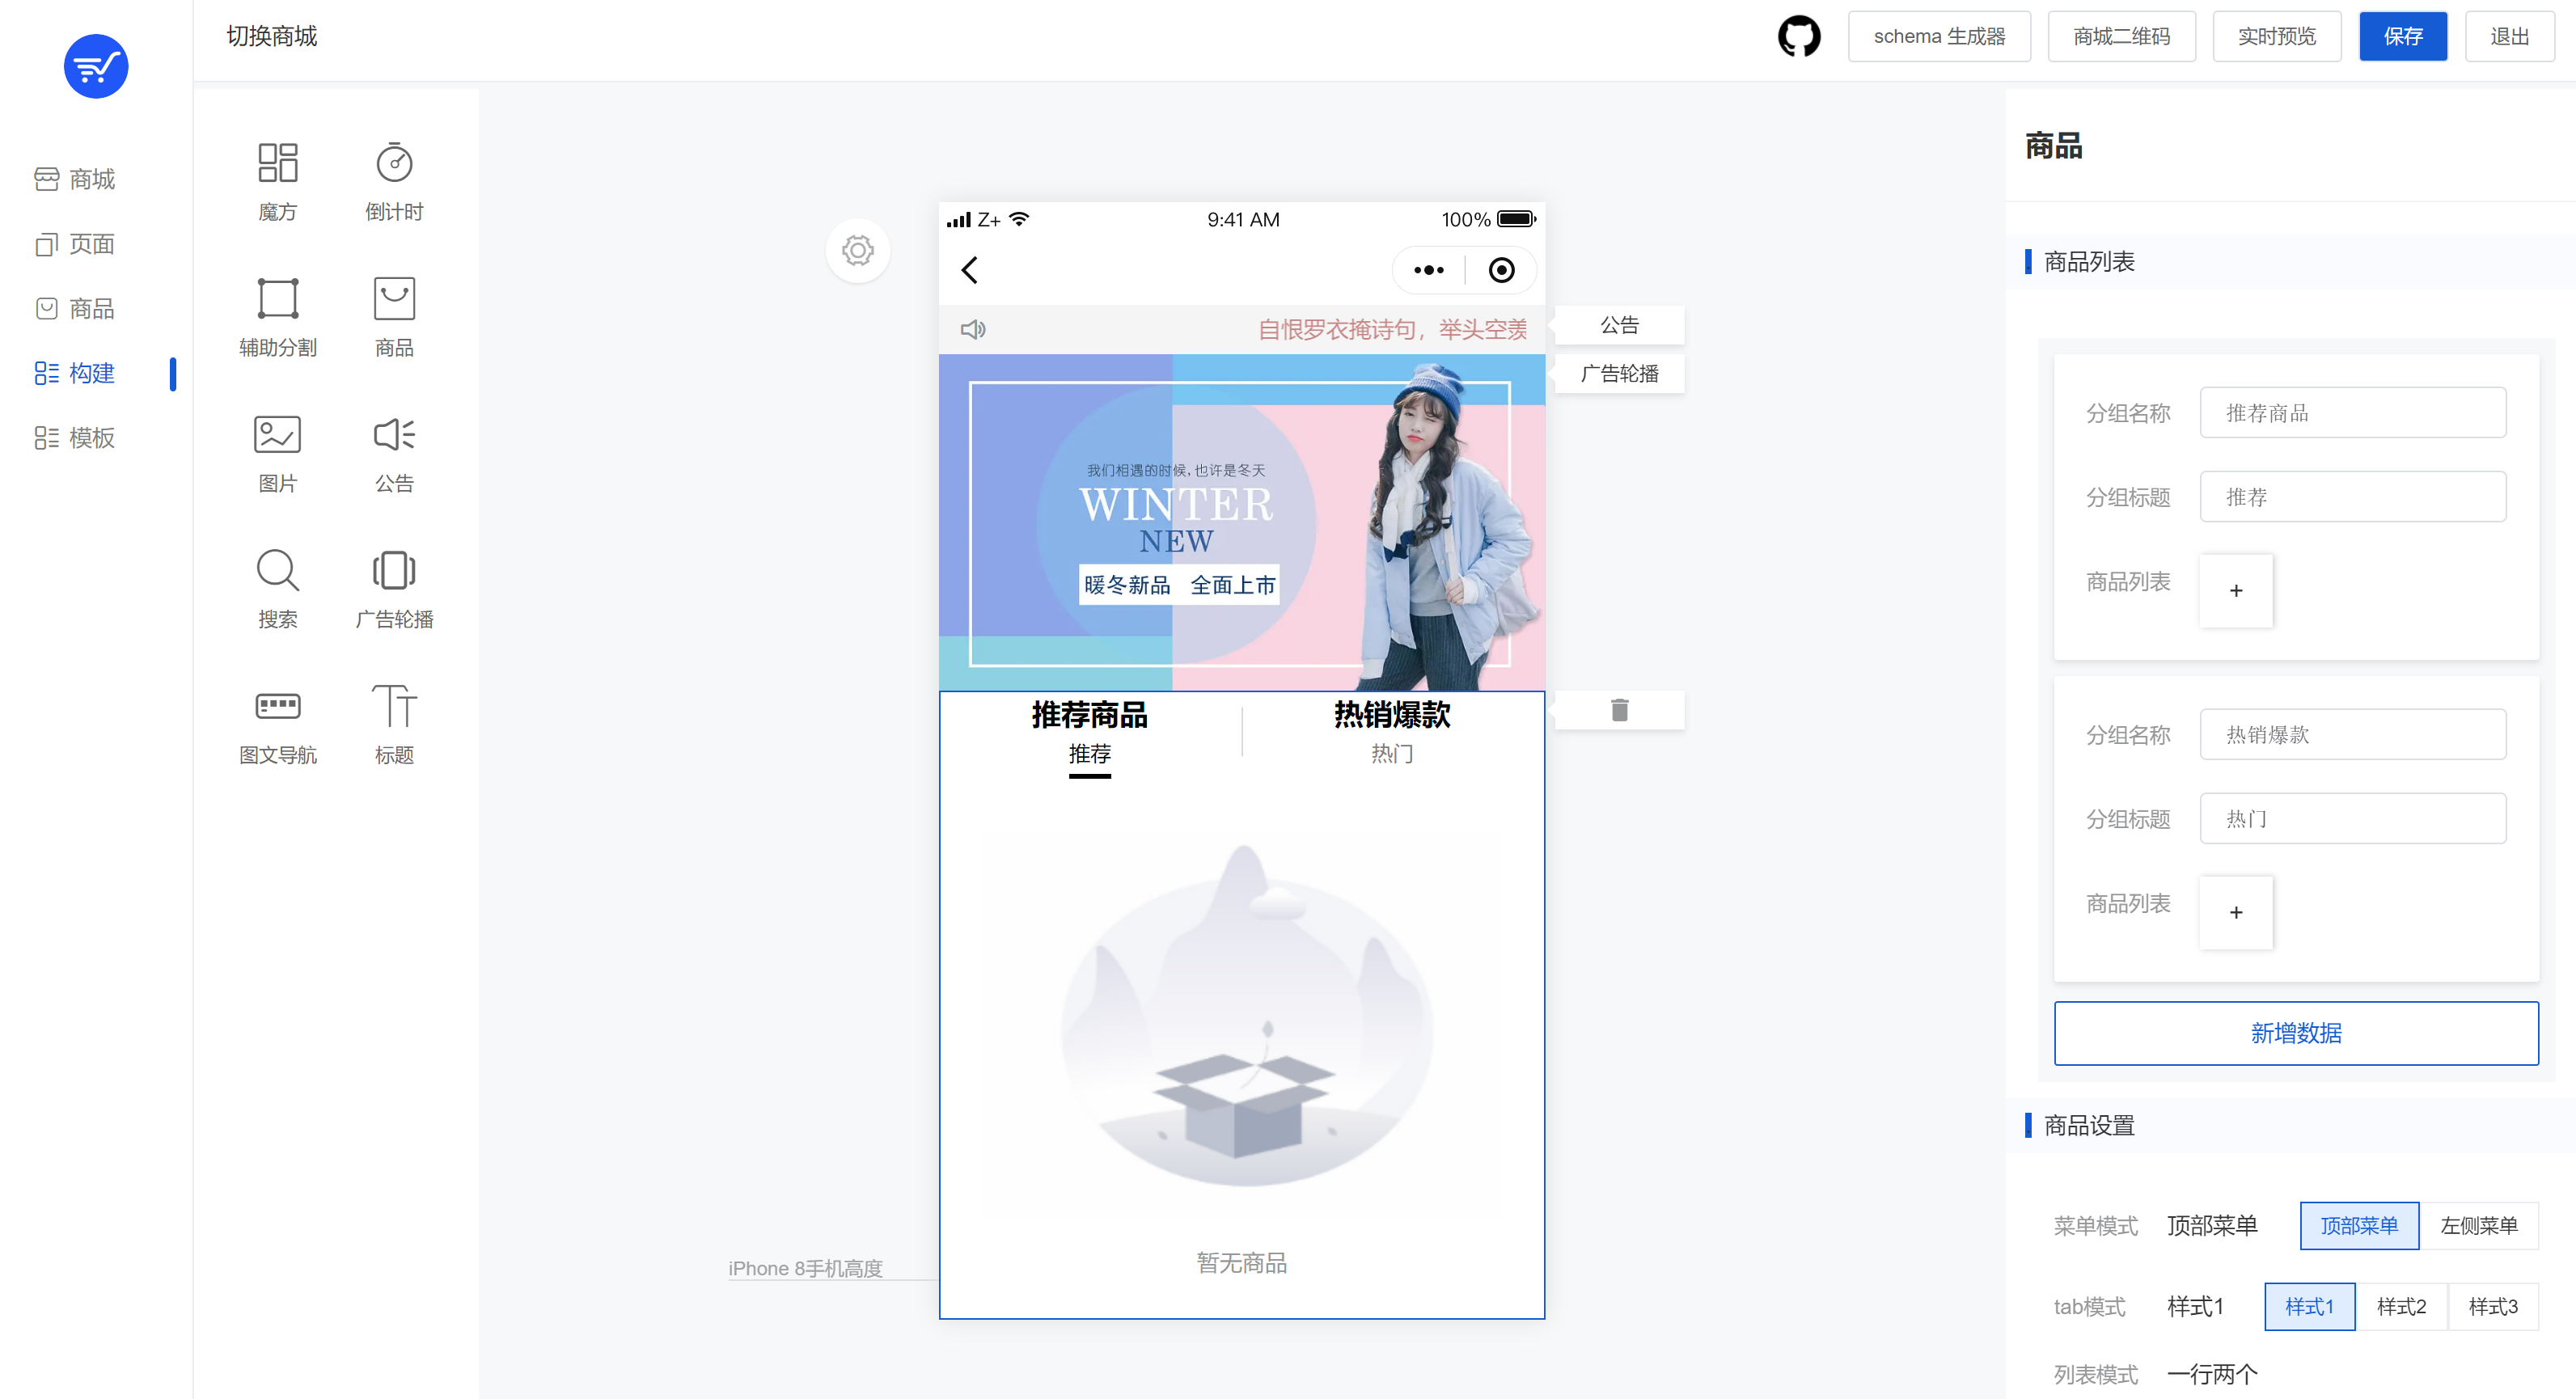 切换商城
schema 生成器
商城二维码
实时预览
保存
退出
商城
页面
商品
构建
模板
魔方
倒计时
辅助分割
商品
图片
公告
搜索
广告轮播
图文导航
标题
Z+
9:41 AM
100%
自恨罗衣掩诗句，举头空羡
公告
广告轮播
我们相遇的时候,也许是冬天
WINTER
NEW
暖冬新品 全面上市
推荐商品
推荐
热销爆款
热门
暂无商品
iPhone 8手机高度
商品
商品列表
分组名称 推荐商品
分组标题 推荐
商品列表 +
分组名称 热销爆款
分组标题 热门
商品列表 +
新增数据
商品设置
菜单模式 顶部菜单 顶部菜单 左侧菜单
tab模式 样式1 样式1 样式2 样式3
列表模式 一行两个